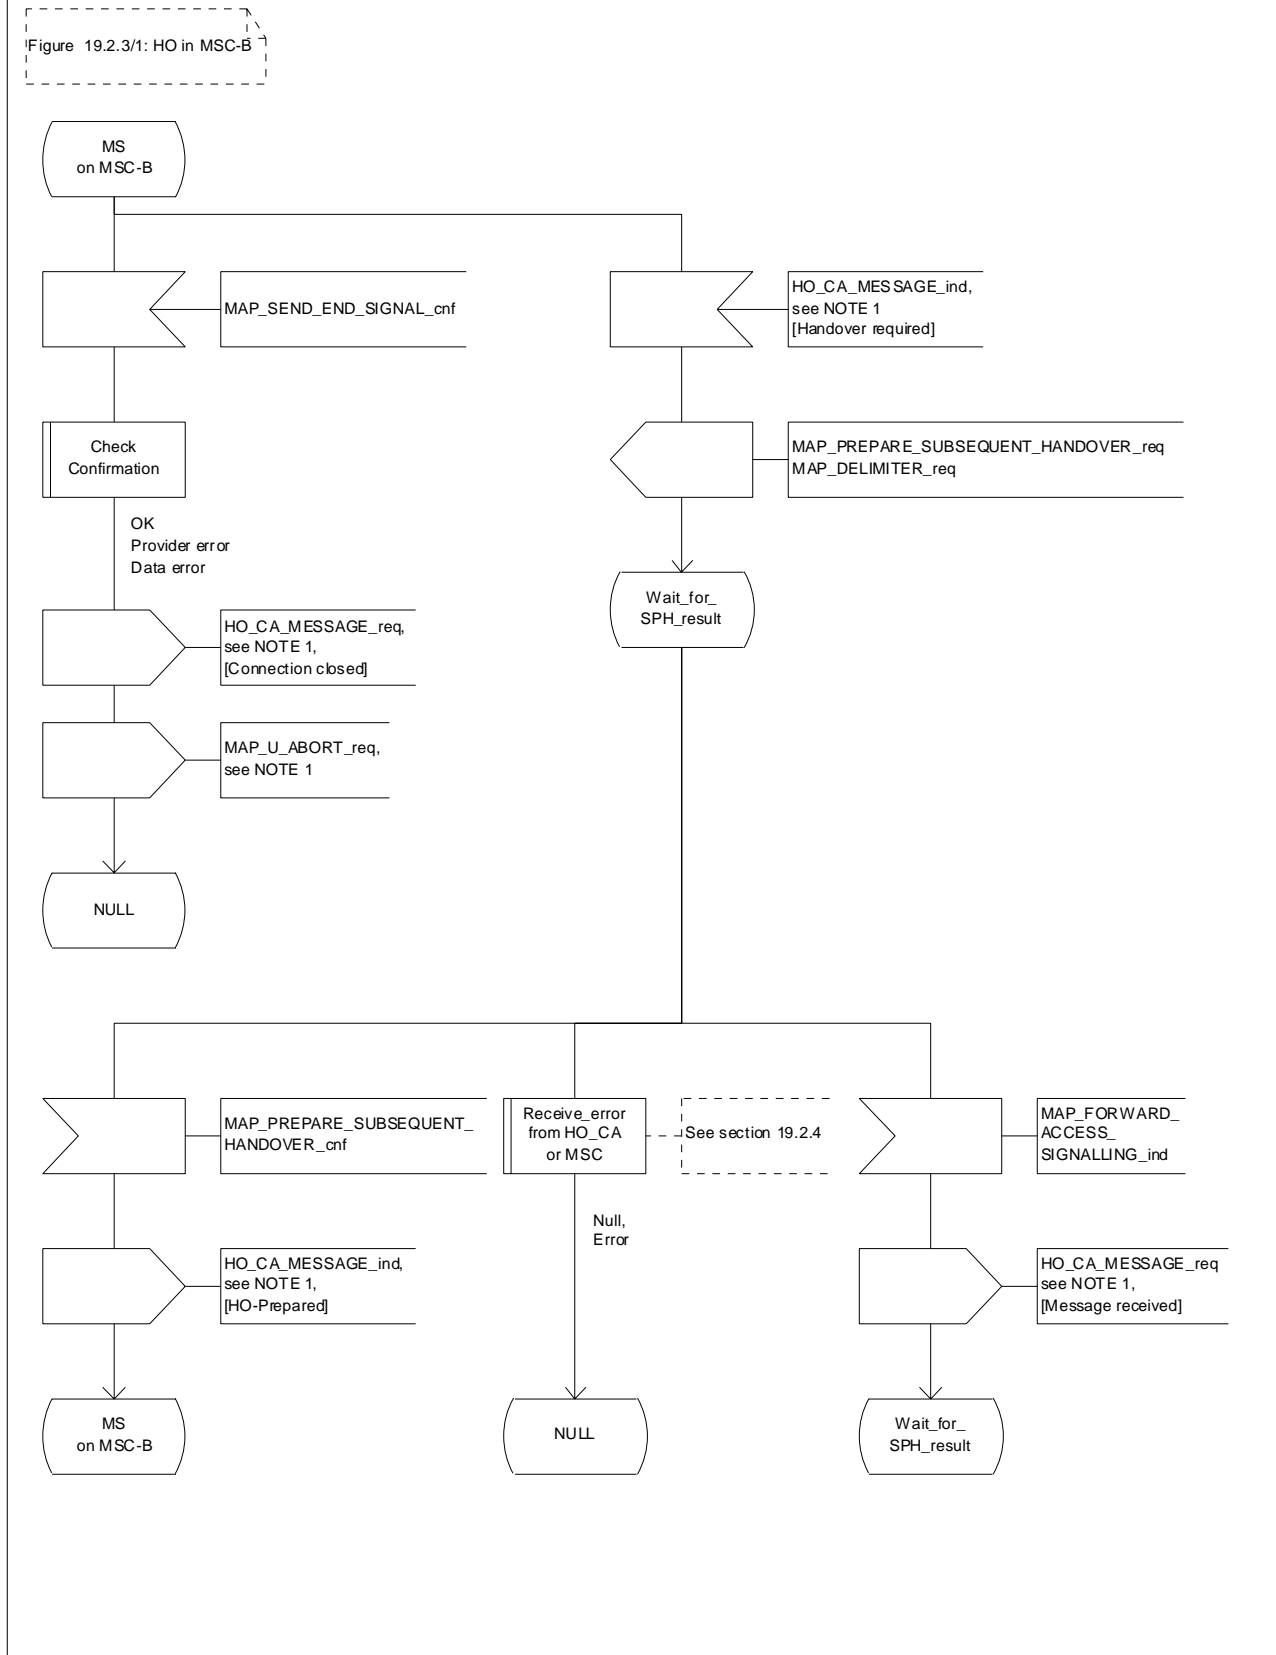 Figure 19.2.3/1: HO in MSC-B
MS
on MSC-B
MAP_SEND_END_SIGNAL_cnf
HO_CA_MESSAGE_ind,
see NOTE 1
[Handover required]
Check
Confirmation
MAP_PREPARE_SUBSEQUENT_HANDOVER_req
MAP_DELIMITER_req
OK
Provider error
Data error
Wait_for_
SPH_result
HO_CA_MESSAGE_req,
see NOTE 1,
[Connection closed]
MAP_U_ABORT_req,
see NOTE 1
NULL
MAP_PREPARE_SUBSEQUENT_
HANDOVER_cnf
Receive_error
from HO_CA
or MSC
See section 19.2.4
MAP_FORWARD_
ACCESS_
SIGNALLING_ind
Null,
Error
HO_CA_MESSAGE_ind,
see NOTE 1,
[HO-Prepared]
HO_CA_MESSAGE_req
see NOTE 1,
[Message received]
MS
on MSC-B
NULL
Wait_for_
SPH_result